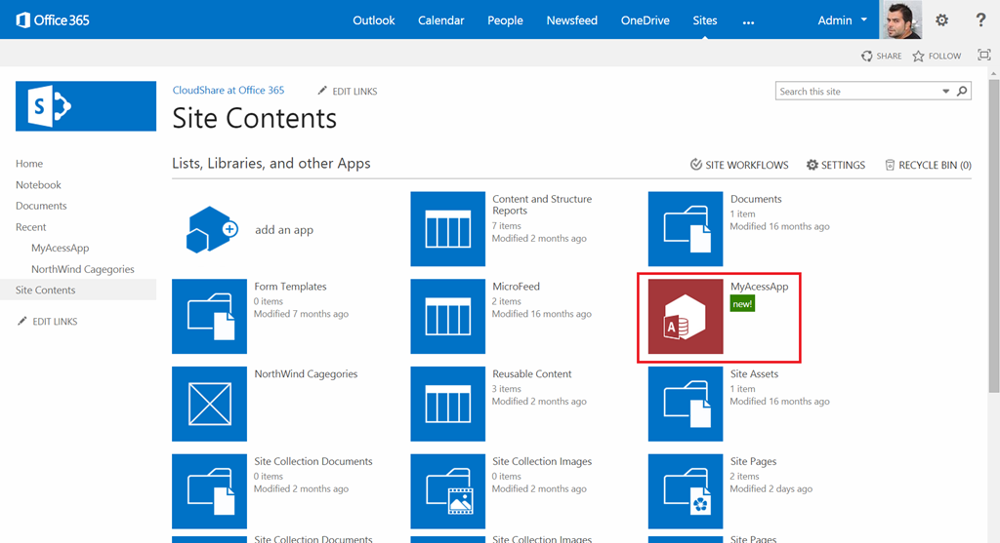 Office 365
Outlook Calendar People Newsfeed OneDrive Sites ... Admin ?
SHARE FOLLOW
S
CloudShare at Office 365 EDIT LINKS
Search this site
Site Contents
Home
Notebook
Documents
Recent
MyAcessApp
NorthWind Cagegories
Site Contents
EDIT LINKS
Lists, Libraries, and other Apps
SITE WORKFLOWS SETTINGS RECYCLE BIN (0)
add an app
Content and Structure
Reports
7 items
Modified 2 months ago
Documents
1 item
Modified 16 months ago
Form Templates
0 items
Modified 7 months ago
MicroFeed
2 items
Modified 16 months ago
A
MyAcessApp
new!
NorthWind Cagegories
Reusable Content
3 items
Modified 2 months ago
Site Assets
1 item
Modified 16 months ago
Site Collection Documents
0 items
Modified 2 months ago
Site Collection Images
0 items
Modified 2 months ago
Site Pages
2 items
Modified 2 days ago
Site Collection Documents
Site Collection Images
Site Pages